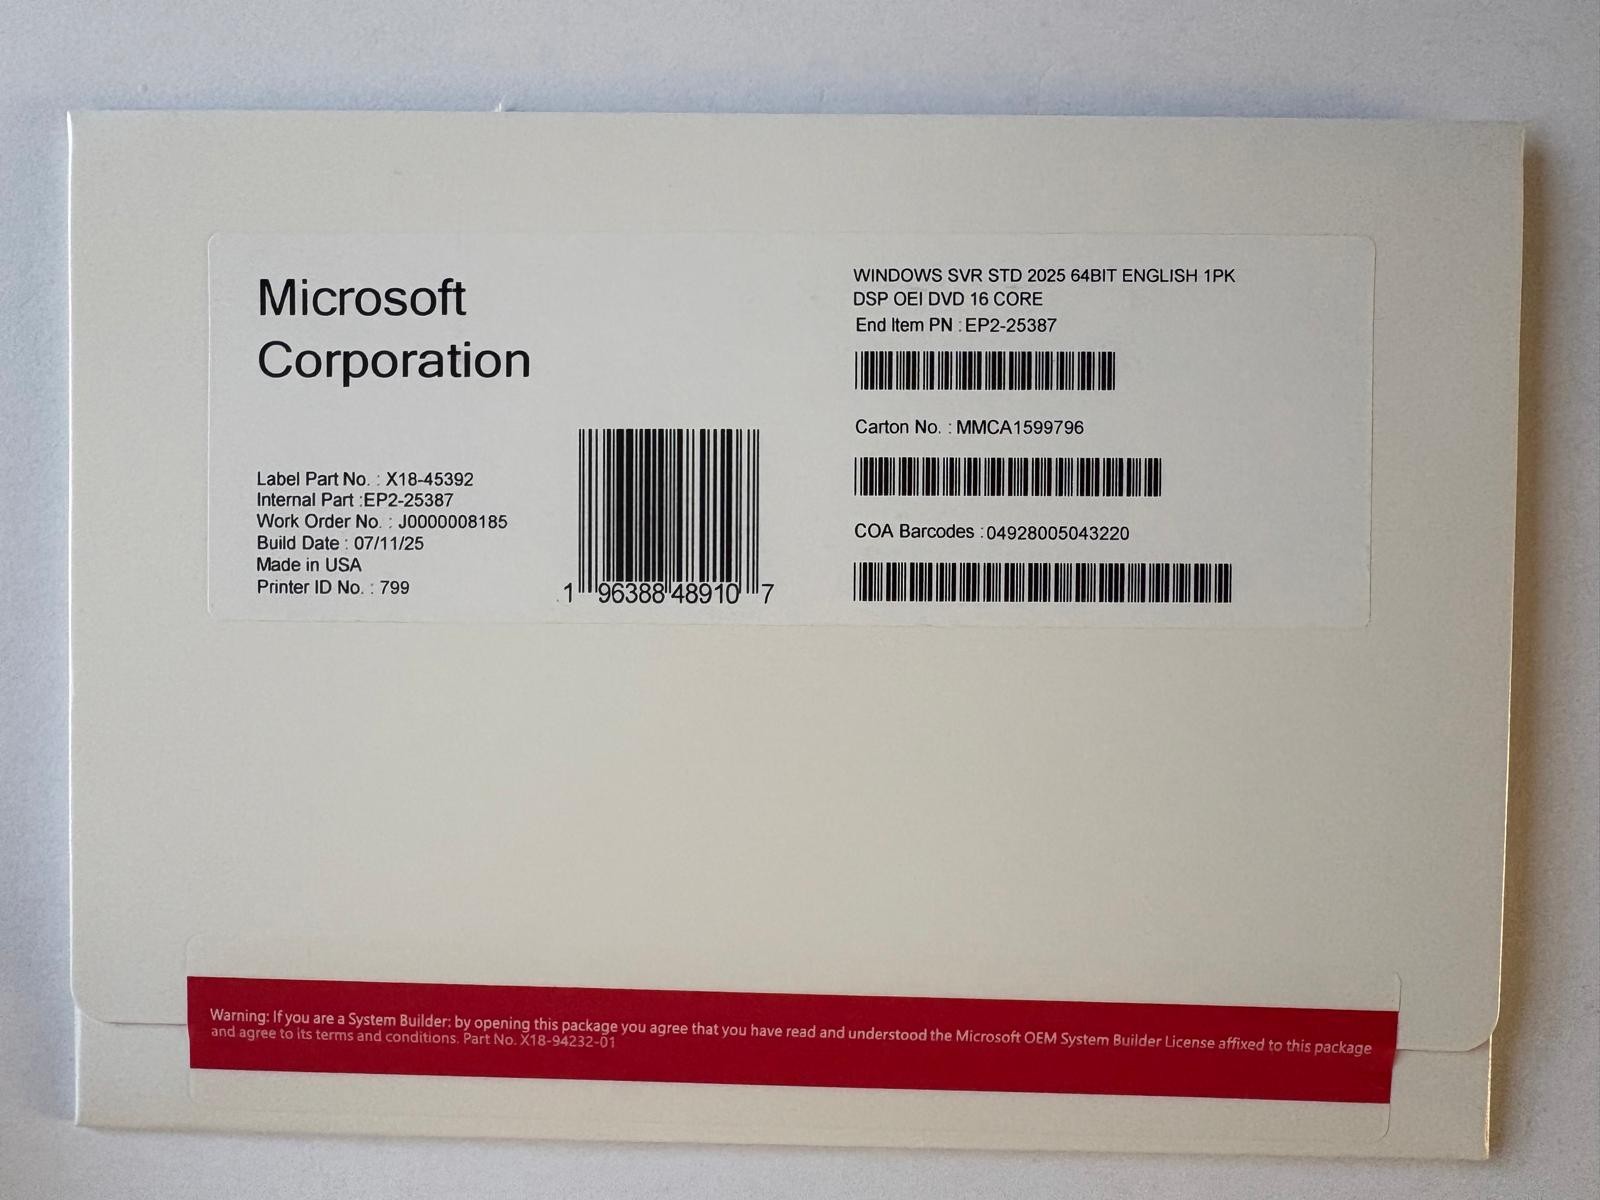 Microsoft
Corporation
Label Part No. : X18-45392
Internal Part :EP2-25387
Work Order No. : J0000008185
Build Date : 07/11/25
Made in USA
Printer ID No. : 799
1 96388 48910 7
WINDOWS SVR STD 2025 64BIT ENGLISH 1PK
DSP OEI DVD 16 CORE
End Item PN : EP2-25387
Carton No. : MMCA1599796
COA Barcodes : 04928005043220
Warning: If you are a System Builder: by opening this package you agree that you have read and understood the Microsoft OEM System Builder License affixed to this package
and agree to its terms and conditions. Part No. X18-94232-01